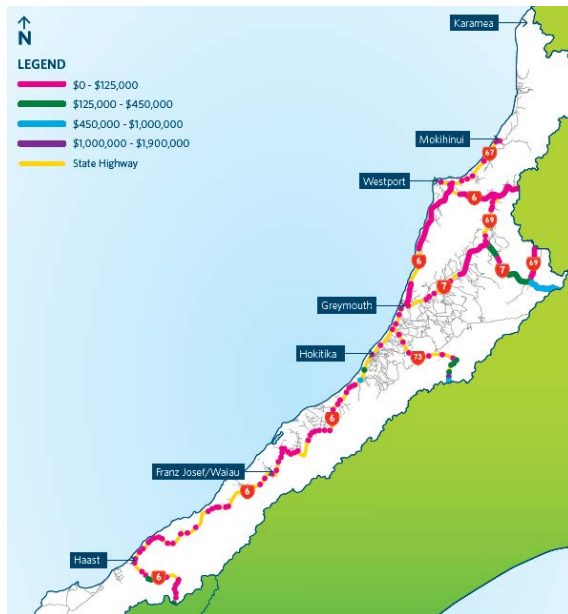 N
LEGEND
$0 - $125,000
$125,000 - $450,000
$450,000 - $1,000,000
$1,000,000 - $1,900,000
State Highway
Karamea
Mokihinui
67
Westport
6
69
6
7
69
7
Greymouth
Hokitika
73
6
Franz Josef/Waiau
6
Haast
6